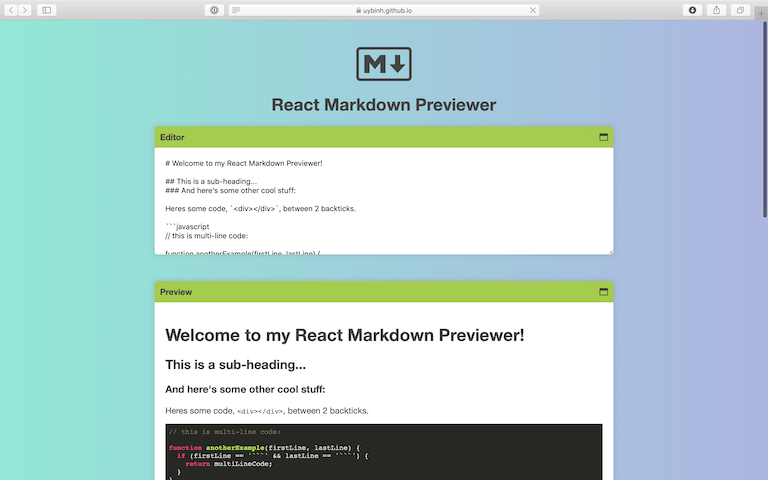 uybinh.github.io
M
React Markdown Previewer
Editor
# Welcome to my React Markdown Previewer!
## This is a sub-heading...
### And here's some other cool stuff:
Heres some code, `<div></div>`, between 2 backticks.
```javascript
// this is multi-line code:
function anotherExample(firstLine, lastLine) {
Preview
Welcome to my React Markdown Previewer!
This is a sub-heading...
And here's some other cool stuff:
Heres some code, <div></div>, between 2 backticks.
// this is multi-line code:
function anotherExample(firstLine, lastLine) {
if (firstLine == '```' && lastLine == '```') {
return multiLineCode;
}
}